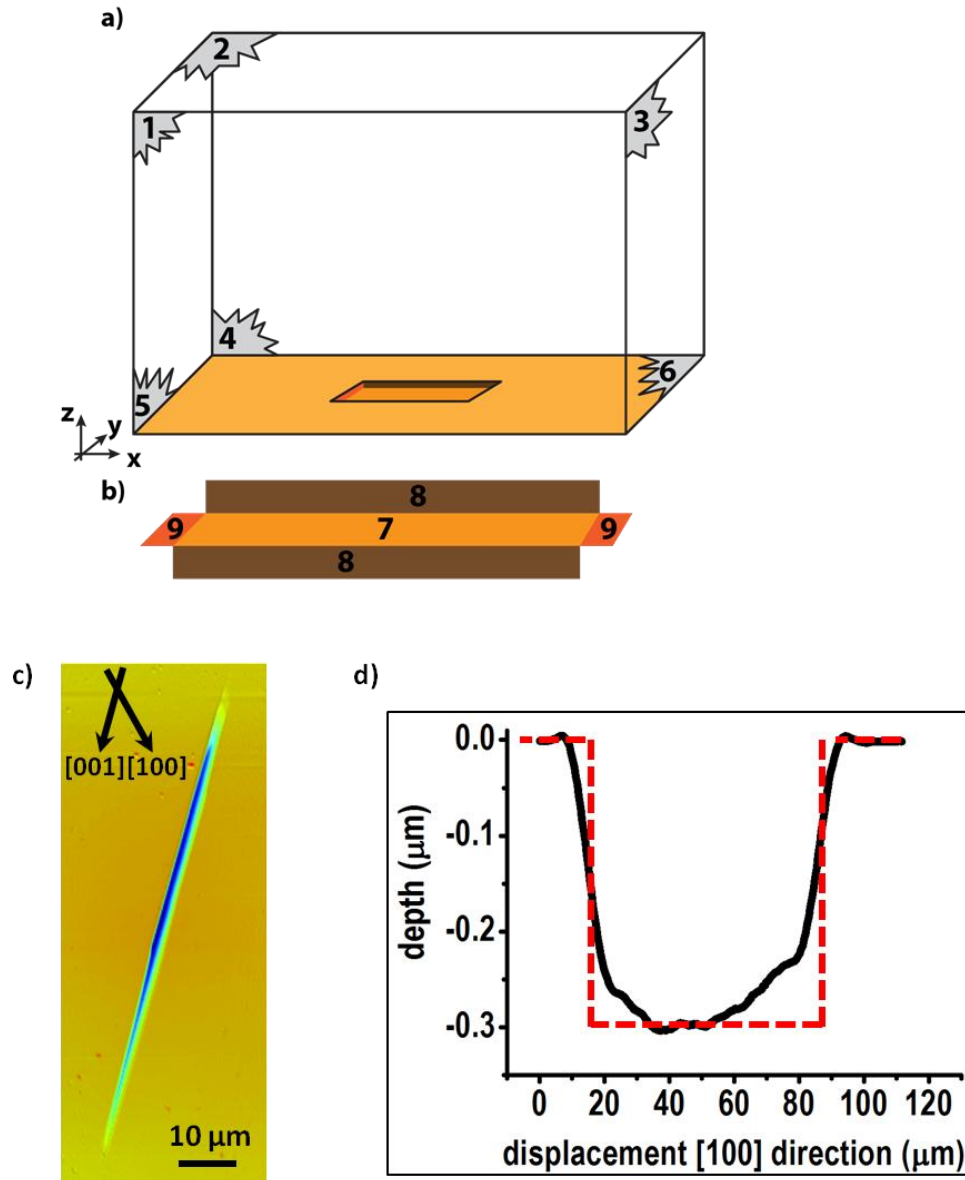 a)
2
1
3
4
5
6
z
y
x
b)
8
9 7 9
8
c)
[001][100]
10 μm
d)
0.0
-0.1
-0.2
-0.3
depth (μm)
0 20 40 60 80 100 120
displacement [100] direction (μm)